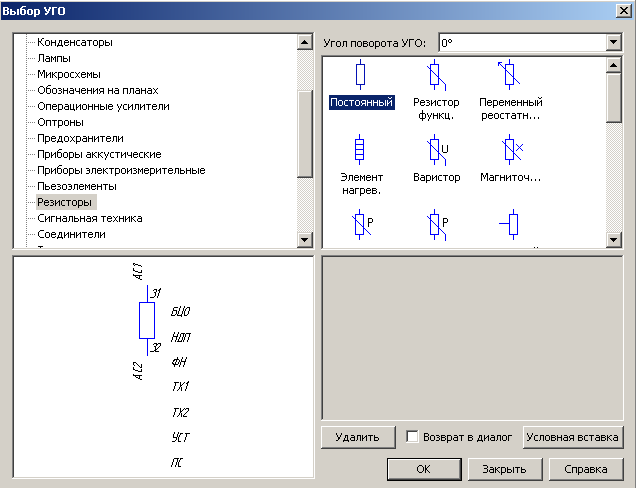 Выбор УГО
Конденсаторы
Лампы
Микросхемы
Обозначения на планах
Операционные усилители
Оптроны
Предохранители
Приборы аккустические
Приборы электроизмерительные
Пьезоэлементы
Резисторы
Сигнальная техника
Соединители
Угол поворота УГО:
0°
Постоянный
Резистор
функц.
Переменный
реостатн...
Элемент
нагрев.
U
Варистор
Магниточ...
P
P
АС1
31
БЦО
НДП
32
ФН
АС2
ТХ1
ТХ2
УСТ
ПС
Удалить
Возврат в диалог
Условная вставка
OK
Закрыть
Справка